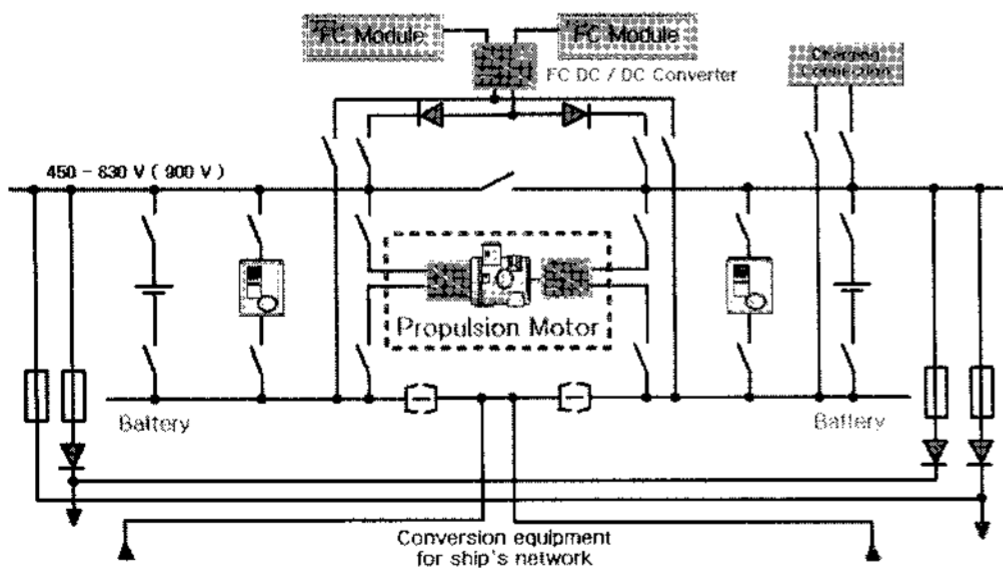 FC Module
FC Module
FC DC / DC Converter
Charging
Connection
450 - 830 V ( 900 V )
Propulsion Motor
Battery
Battery
Conversion equipment
for ship's network